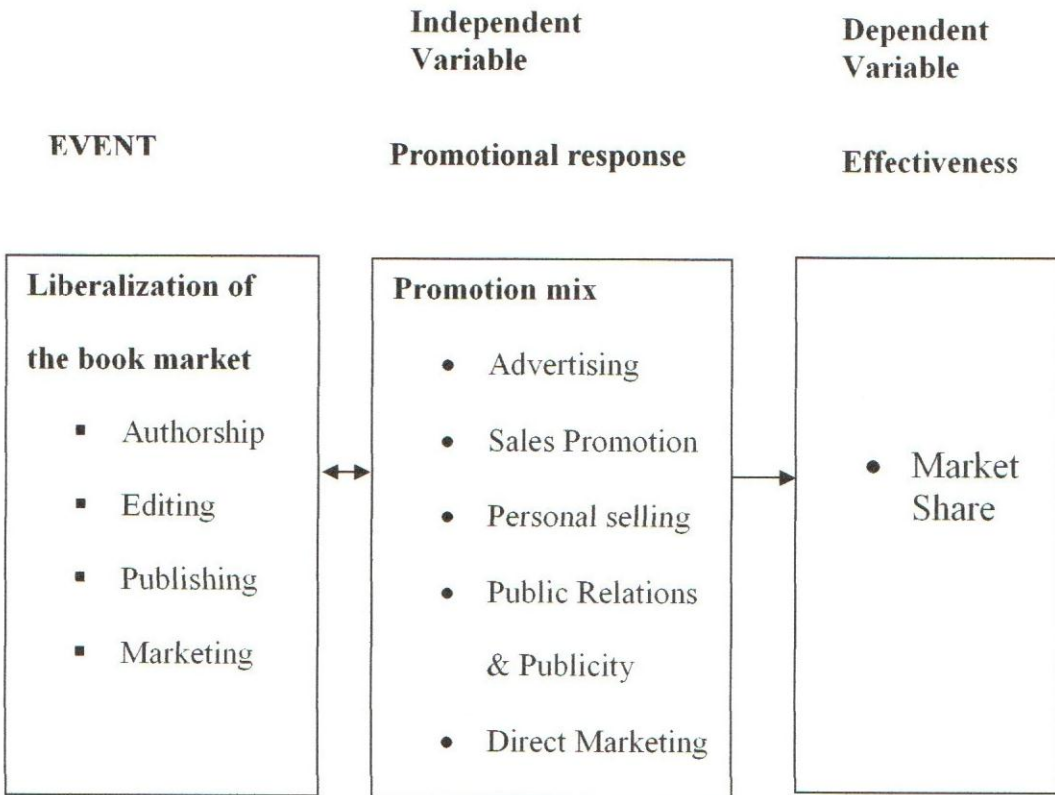 Independent
Variable
Dependent
Variable
EVENT
Promotional response
Effectiveness
Liberalization of
the book market
▪ Authorship
▪ Editing
▪ Publishing
▪ Marketing
Promotion mix
• Advertising
• Sales Promotion
• Personal selling
• Public Relations
& Publicity
• Direct Marketing
• Market
Share